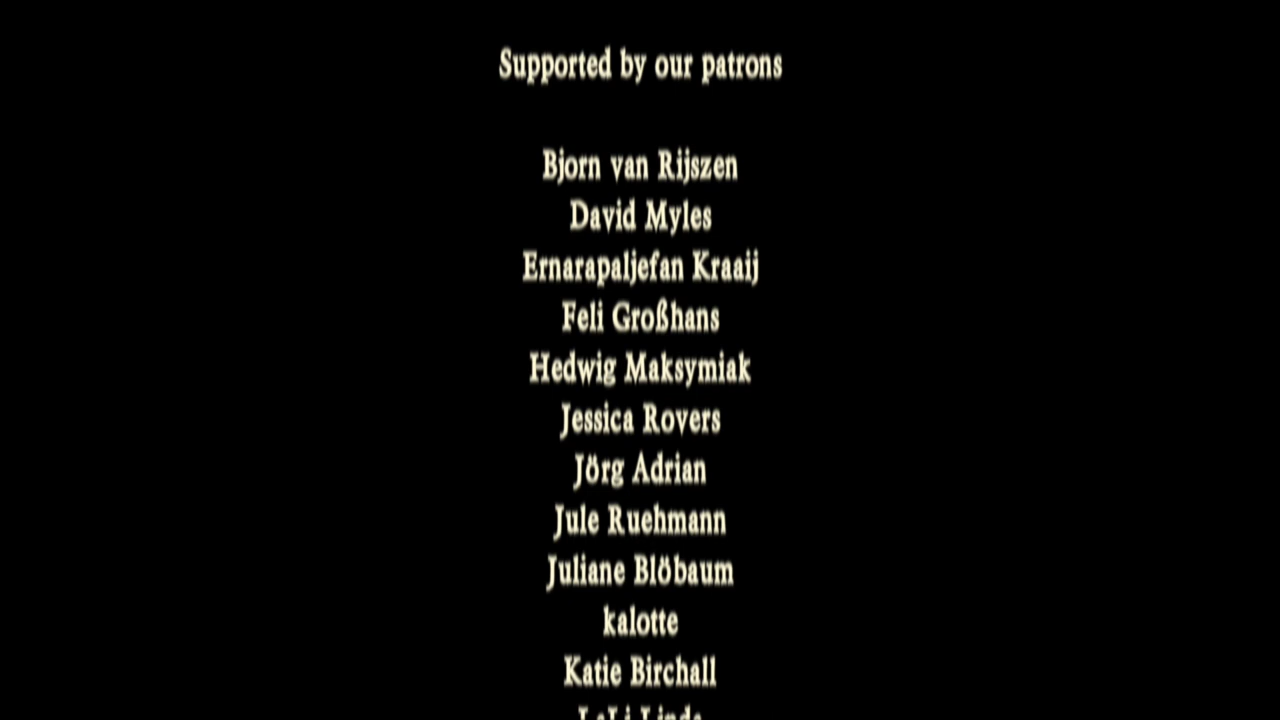 Supported by our patrons
Bjorn van Rijszen
David Myles
Ernarapaljefan Kraaij
Feli Großhans
Hedwig Maksymiak
Jessica Rovers
Jörg Adrian
Jule Ruehmann
Juliane Blöbaum
kalotte
Katie Birchall